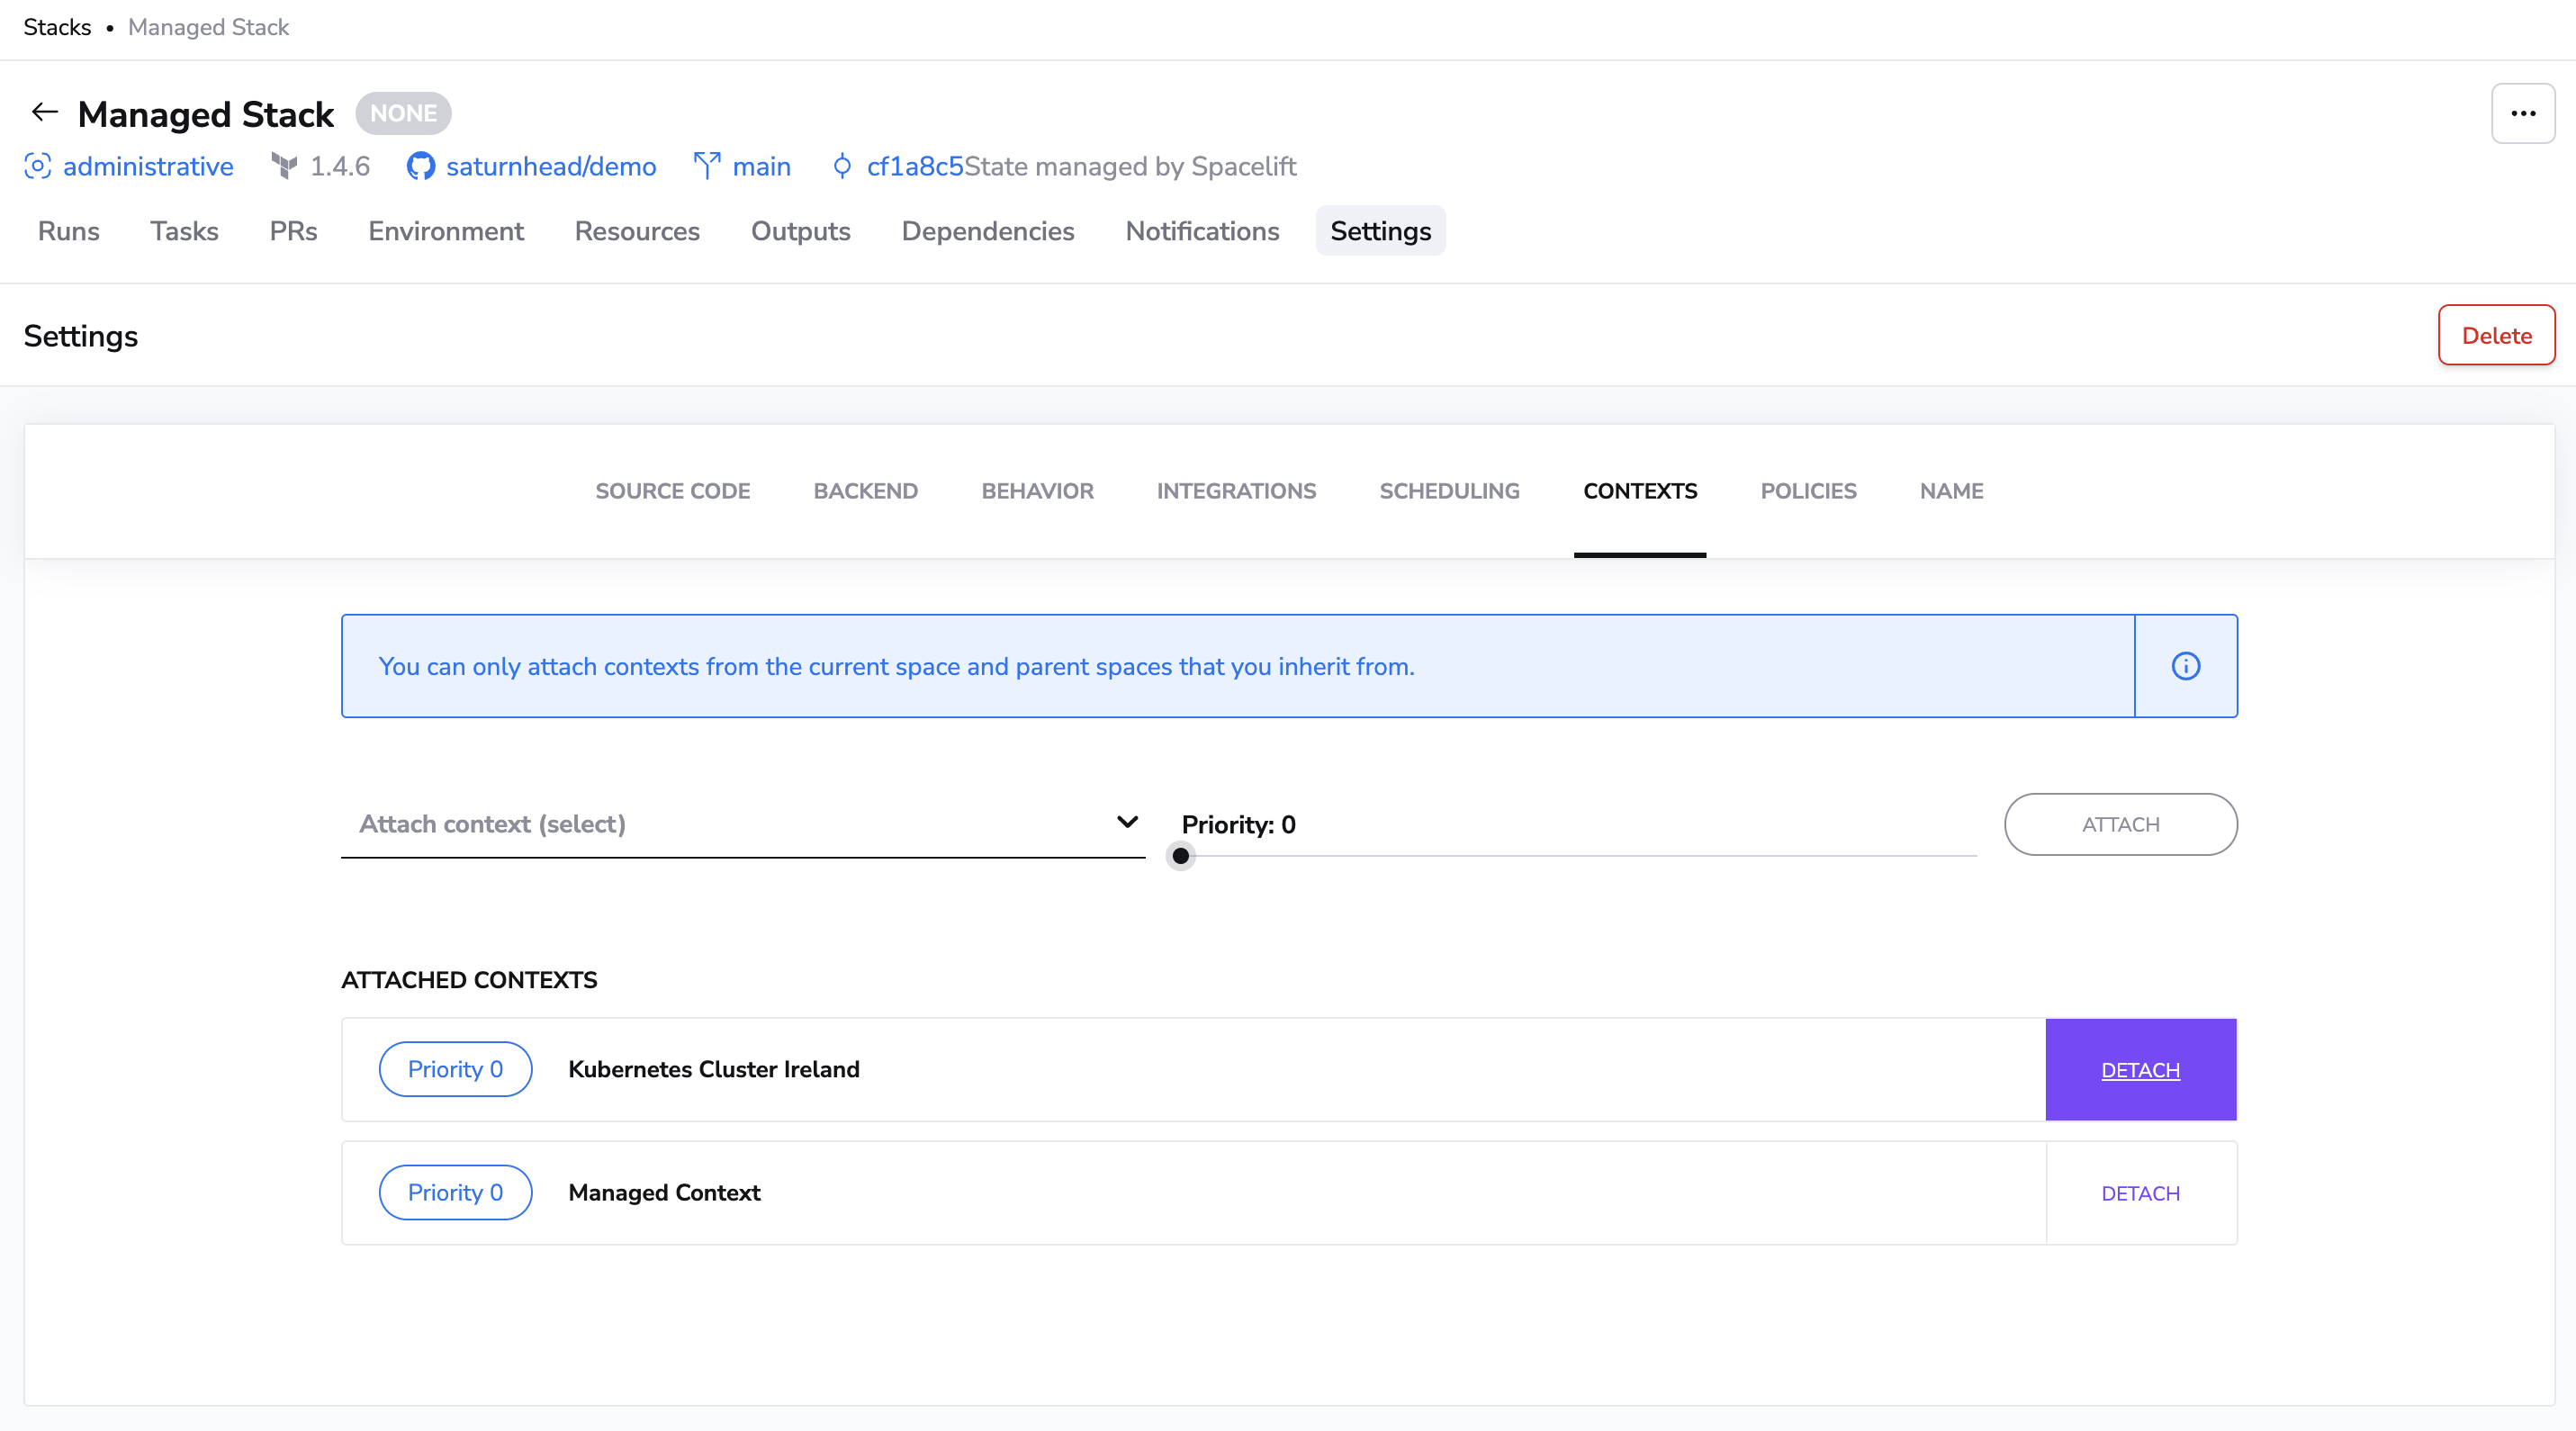 Stacks • Managed Stack
Managed Stack NONE
administrative 1.4.6 saturnhead/demo main cf1a8c5State managed by Spacelift
Runs Tasks PRs Environment Resources Outputs Dependencies Notifications Settings
Settings Delete
SOURCE CODE BACKEND BEHAVIOR INTEGRATIONS SCHEDULING CONTEXTS POLICIES NAME
You can only attach contexts from the current space and parent spaces that you inherit from.
Attach context (select) Priority: 0 ATTACH
ATTACHED CONTEXTS
Priority 0 Kubernetes Cluster Ireland DETACH
Priority 0 Managed Context DETACH